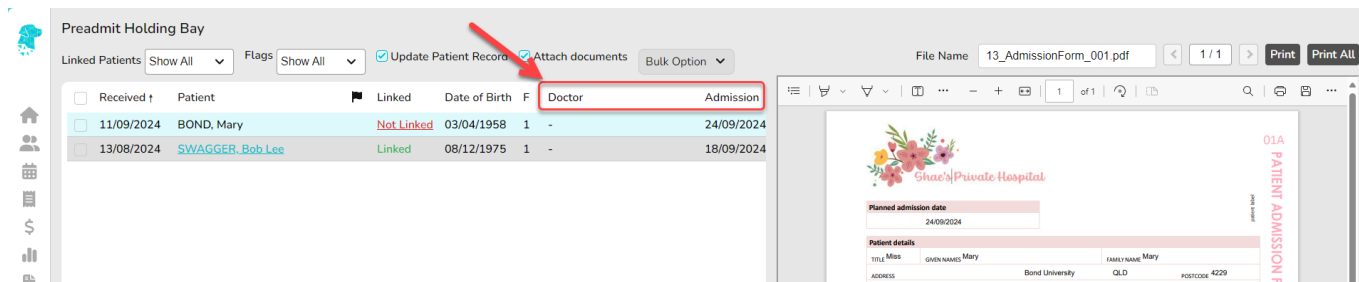 Preadmit Holding Bay
Linked Patients Show All Flags Show All Update Patient Record Attach documents Bulk Option
File Name 13_AdmissionForm_001.pdf 1 / 1 Print Print All
Received Patient Linked Date of Birth F Doctor Admission
11/09/2024 BOND, Mary Not Linked 03/04/1958 1 - 24/09/2024
13/08/2024 SWAGGER, Bob Lee Linked 08/12/1975 1 - 18/09/2024
1 of 1
Shae's Private Hospital
Planned admission date
24/09/2024
Patient details
TITLE Miss GIVEN NAMES Mary FAMILY NAME Mary
ADDRESS Bond University QLD POSTCODE 4229
patient label
01A PATIENT ADMISSION